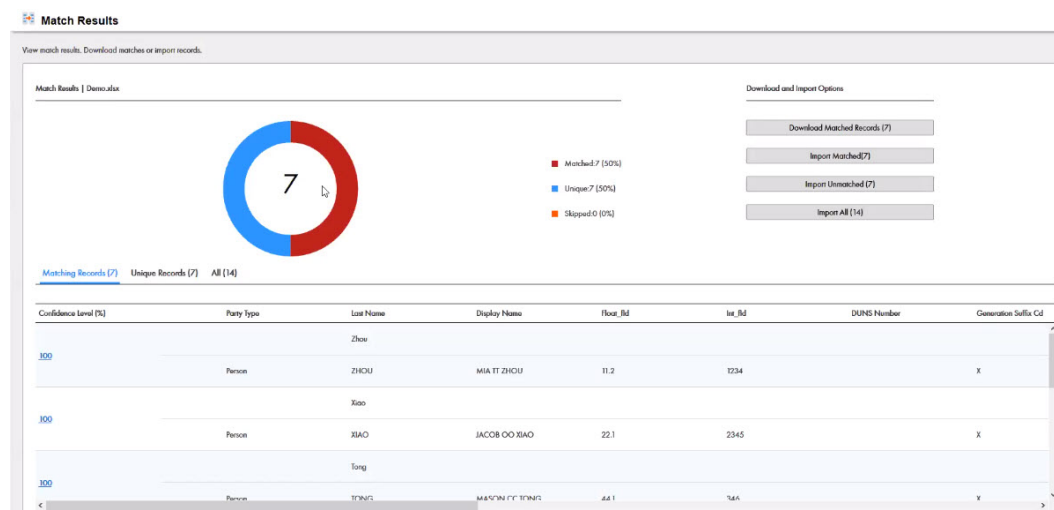 Match Results
View match results. Download matches or import records.
Match Results | Demo.xlsx
Download and Import Options
Download Matched Records (7)
Import Matched(7)
Import Unmatched (7)
Import All (14)
7
Matched:7 (50%)
Unique:7 (50%)
Skipped:0 (0%)
Matching Records (7) Unique Records (7) All (14)
Confidence Level (%) Party Type Last Name Display Name Float_fld Int_fld DUNS Number Generation Suffix Cd
Zhou
100
Person ZHOU MIA TT ZHOU 11.2 1234 X
Xiao
100
Person XIAO JACOB OO XIAO 22.1 2345 X
Tong
100
Person TONG MASON CC TONG 44.1 346 X